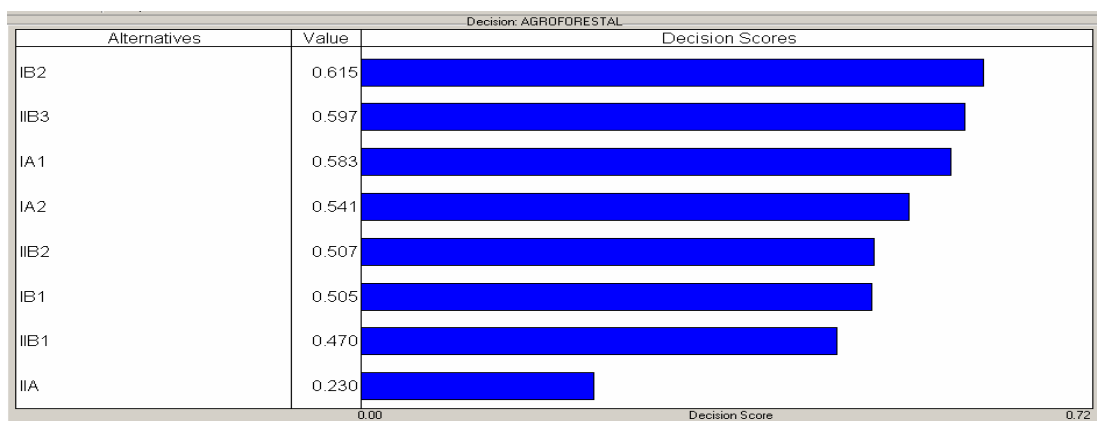 Decision: AGROFORESTAL
Alternatives Value Decision Scores
IB2 0.615
IIB3 0.597
IA1 0.583
IA2 0.541
IIB2 0.507
IB1 0.505
IIB1 0.470
IIA 0.230
0.00 Decision Score 0.72